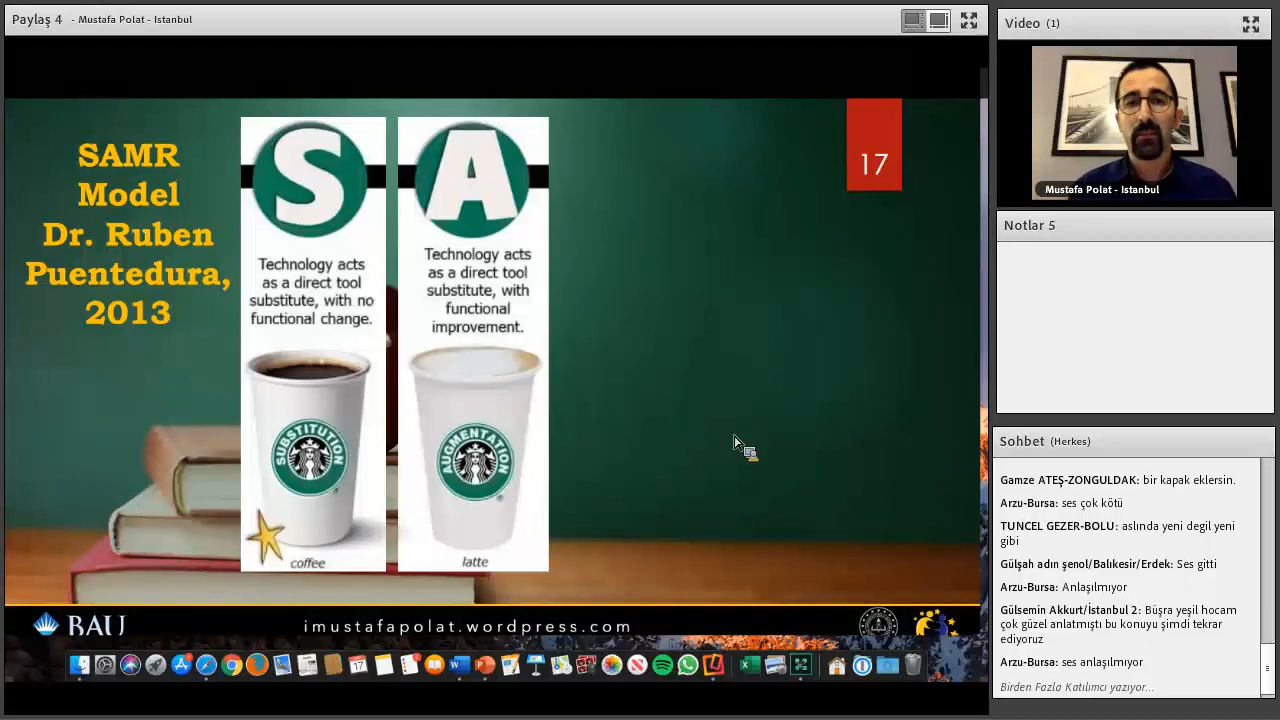 Paylaş 4 - Mustafa Polat - Istanbul
SAMR
Model
Dr. Ruben
Puentedura,
2013
S
Technology acts
as a direct tool
substitute, with no
functional change.
SUBSTITUTION
coffee
A
Technology acts
as a direct tool
substitute, with
functional
improvement.
AUGMENTATION
latte
17
BAU
imustafapolat.wordpress.com
17
Video (1)
Mustafa Polat - Istanbul
Notlar 5
Sohbet (Herkes)
Gamze ATEŞ-ZONGULDAK: bir kapak eklersin.
Arzu-Bursa: ses çok kötü
TUNCEL GEZER-BOLU: aslında yeni degil yeni
gibi
Gülşah adın şenol/Balıkesir/Erdek: Ses gitti
Arzu-Bursa: Anlaşılmıyor
Gülsemin Akkurt/İstanbul 2: Büşra yeşil hocam
çok güzel anlatmıştı bu konuyu şimdi tekrar
ediyoruz
Arzu-Bursa: ses anlaşılmıyor
Birden Fazla Katılımcı yazıyor...